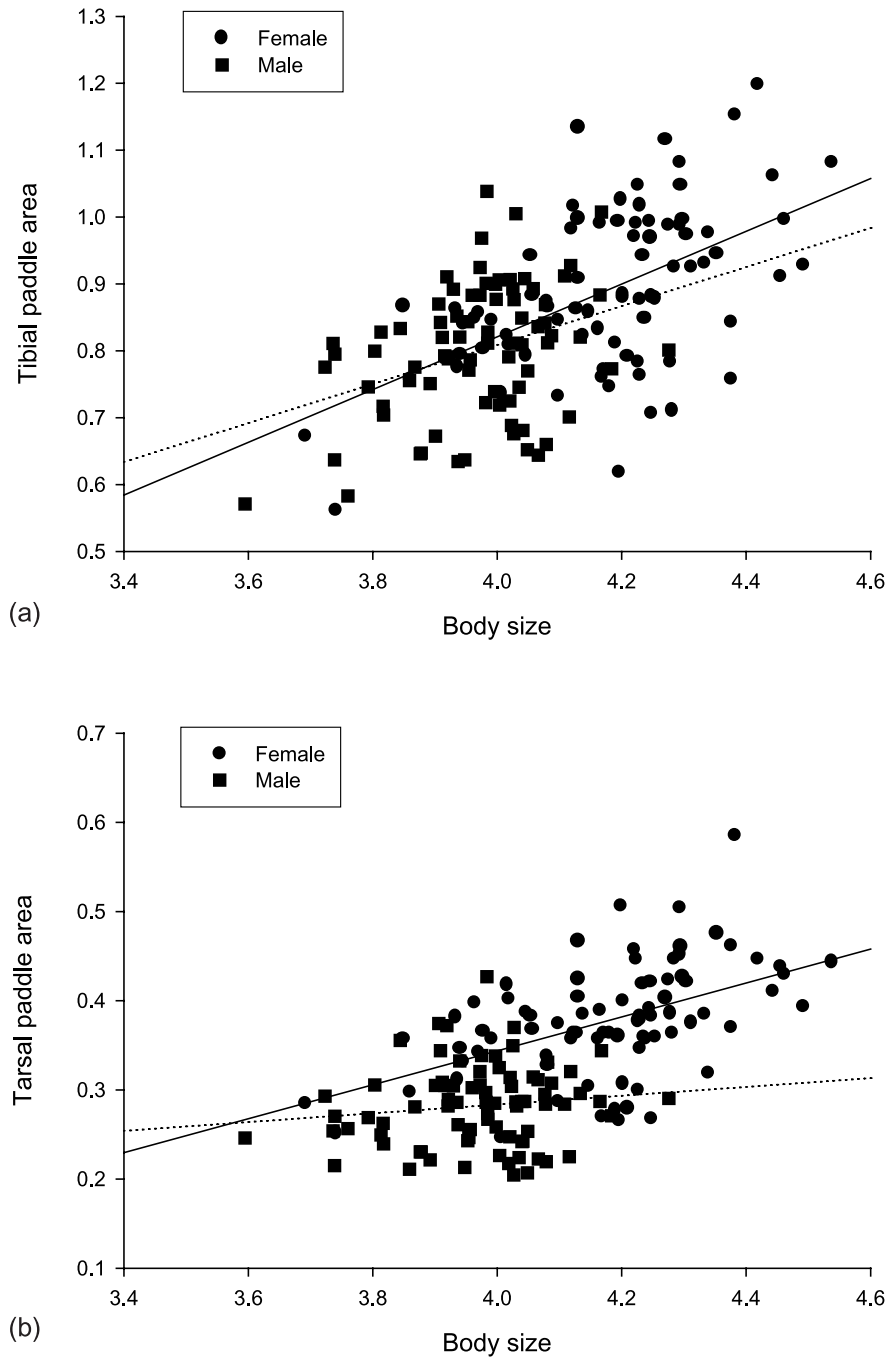 1.3
Female
Male
1.2
1.1
1.0
0.9
0.8
0.7
0.6
0.5
Tibial paddle area
3.4 3.6 3.8 4.0 4.2 4.4 4.6
(a)
Body size
0.7
Female
Male
0.6
0.5
0.4
0.3
0.2
0.1
Tarsal paddle area
3.4 3.6 3.8 4.0 4.2 4.4 4.6
(b)
Body size